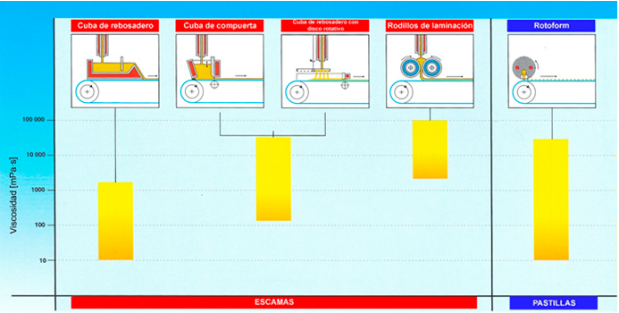 Cuba de rebosadero
Cuba de compuerta
Cuba de rebosadero con
disco rotativo
Rodillos de laminación
Rotoform
Viscosidad [mPa s]
100 000
10 000
1000
100
10
ESCAMAS
PASTILLAS